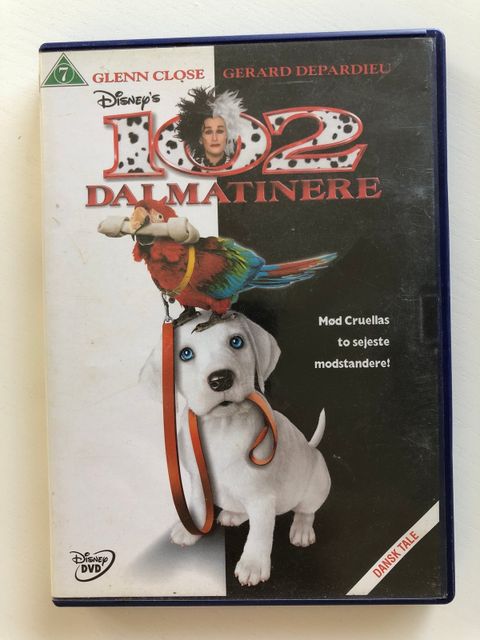 7
GLENN CLOSE GERARD DEPARDIEU
Disney's
102
DALMATINERE
Mød Cruellas
to sejeste
modstandere!
Disney
DVD
DANSK TALE